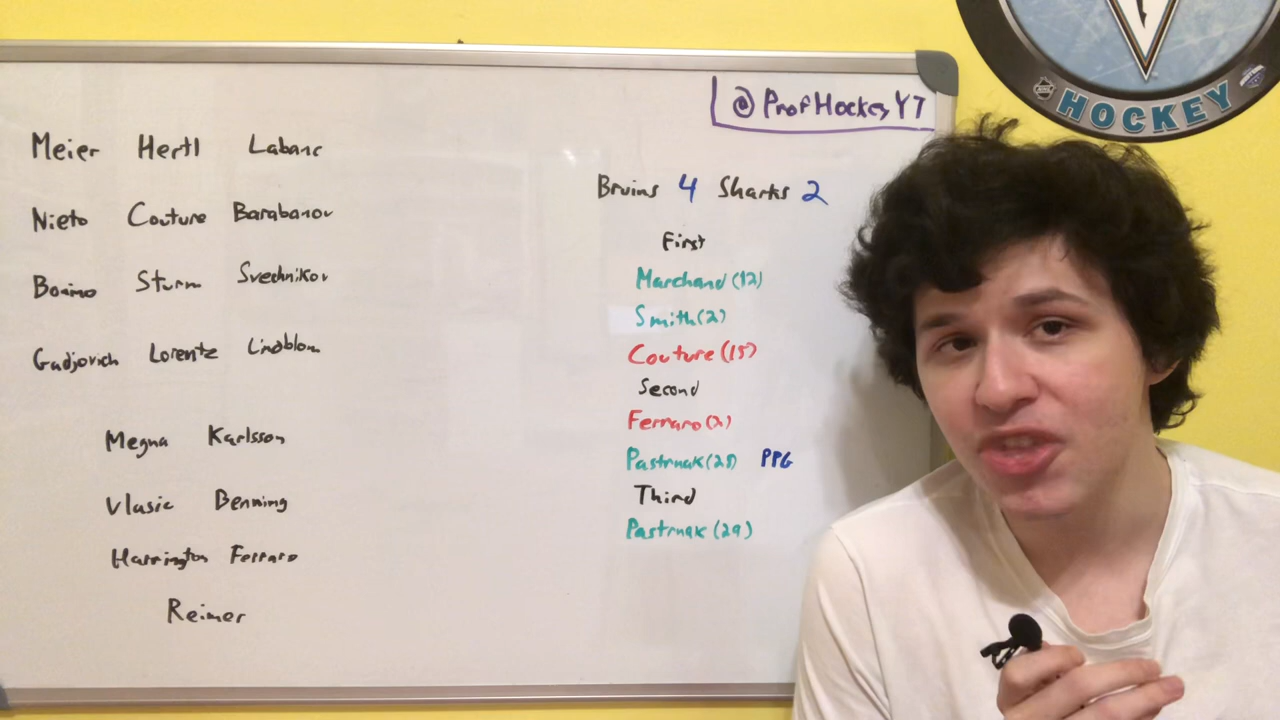 @ProfHockeyYT
HOCKEY
NHL
Meier Hertl Labanc
Nieto Couture Barabanov
Bonino Sturm Svechnikov
Gadjovich Lorentz Lindblom
Megna Karlsson
Vlasic Benning
Harrington Ferraro
Reimer
Bruins 4 Sharks 2
First
Marchand (12)
Smith (2)
Couture (15)
Second
Ferraro (2)
Pastrnak (28) PPG
Third
Pastrnak (29)